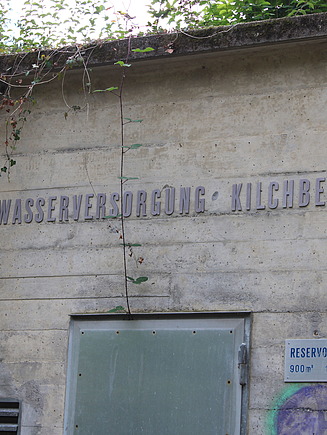 WASSERVERSORGUNG · KILCHBE
RESERVO
900m³